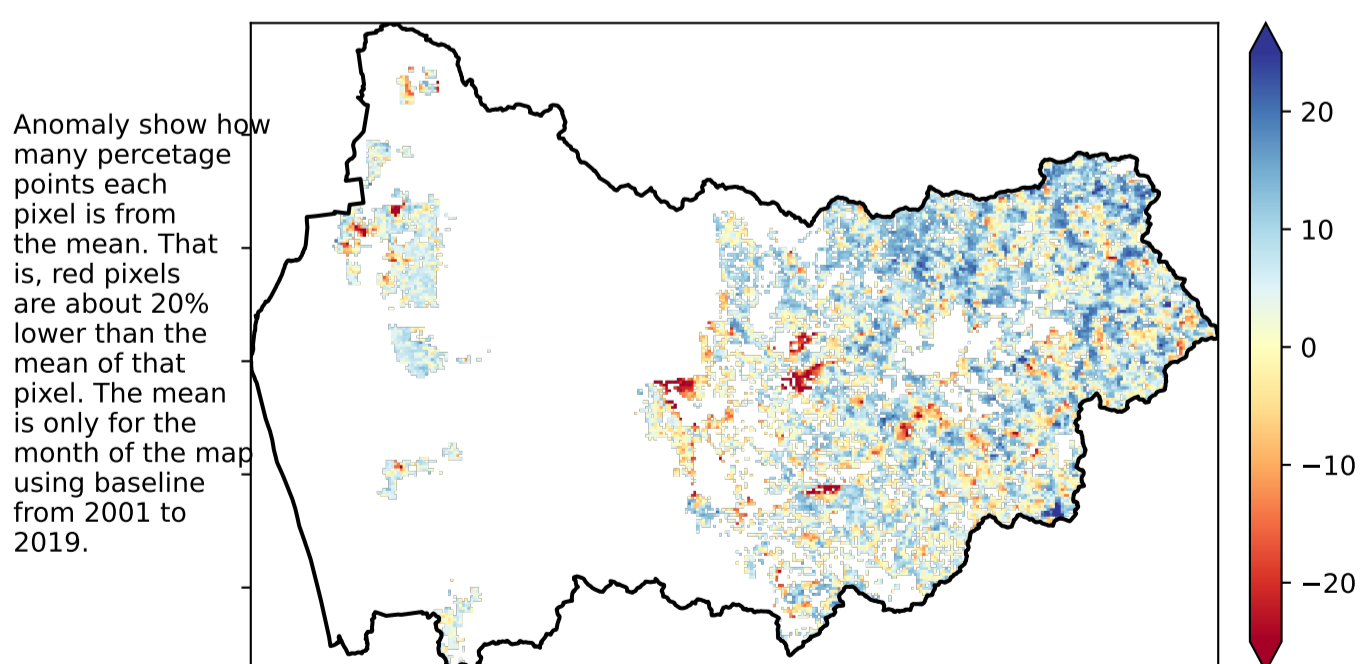 Anomaly show how
many percetage
points each
pixel is from
the mean. That
is, red pixels
are about 20%
lower than the
mean of that
pixel. The mean
is only for the
month of the map
using baseline
from 2001 to
2019.
20
10
0
−10
−20